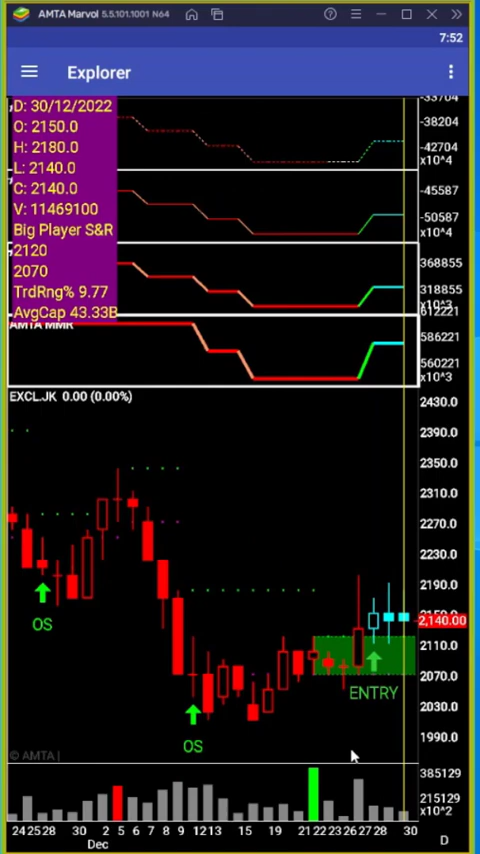 AMTA Marvol 5.5.101.1001 N64
7:52
Explorer
D: 30/12/2022
O: 2150.0
H: 2180.0
L: 2140.0
C: 2140.0
V: 11469100
Big Player S&R
2120
2070
TrdRng% 9.77
AvgCap 43.33B
-33704
-38204
-42704
x10^4
-45587
-50587
x10^4
368855
318855
x10^3
612221
AMTA MMR
586221
560221
x10^3
EXCL.JK 0.00 (0.00%)
2430.0
2390.0
2350.0
2310.0
2270.0
2230.0
2190.0
2150.0
2,140.00
2110.0
2070.0
2030.0
1990.0
OS
OS
ENTRY
© AMTA |
385129
215129
x10^2
24 25 28 30 2 5 6 7 8 9 12 13 15 19 21 22 23 26 27 28 30
Dec
D